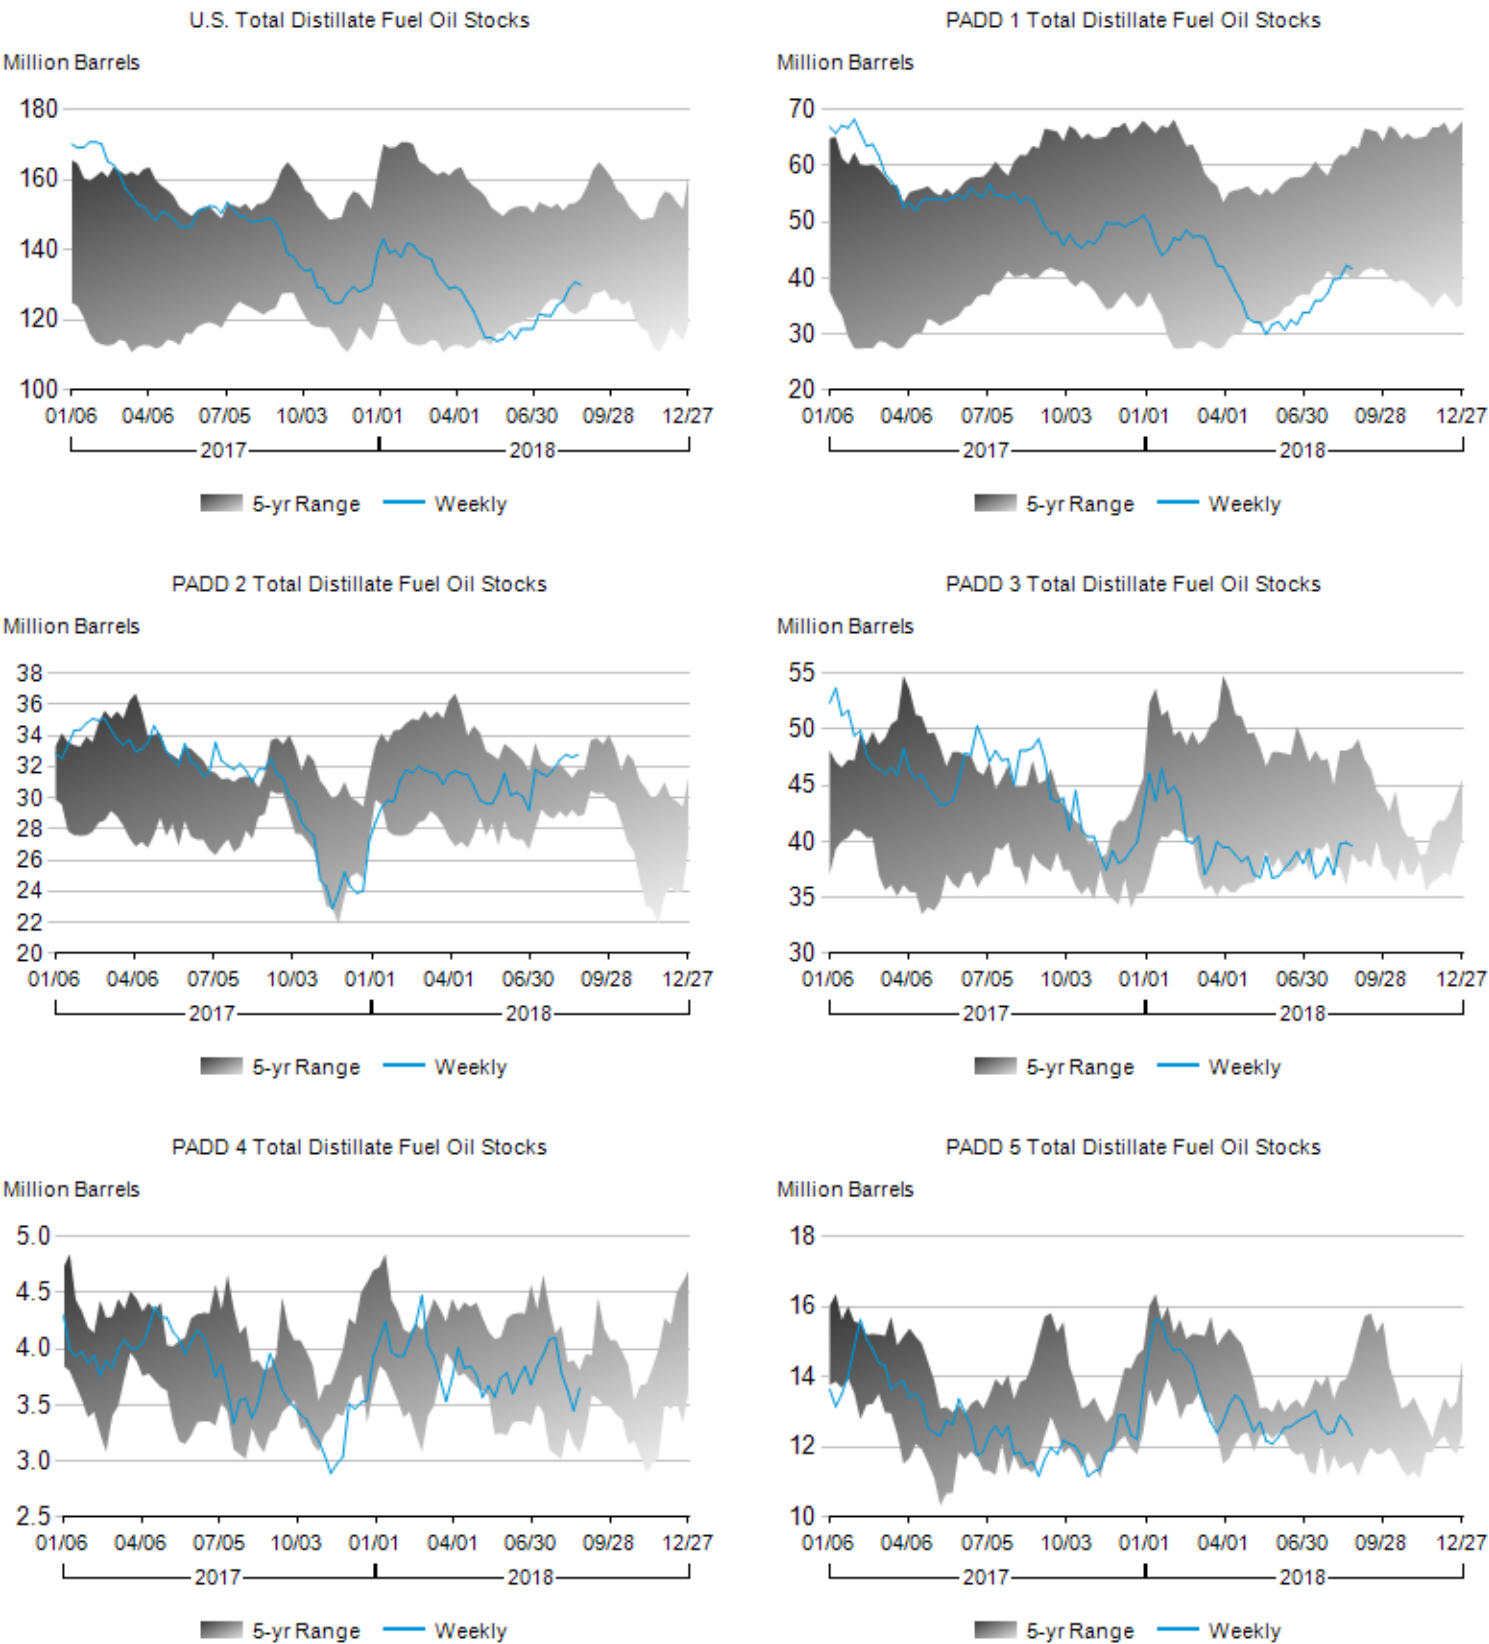 U.S. Total Distillate Fuel Oil Stocks
Million Barrels
180
160
140
120
100
01/06 04/06 07/05 10/03 01/01 04/01 06/30 09/28 12/27
2017 2018
5-yr Range Weekly
PADD 1 Total Distillate Fuel Oil Stocks
Million Barrels
70
60
50
40
30
20
01/06 04/06 07/05 10/03 01/01 04/01 06/30 09/28 12/27
2017 2018
5-yr Range Weekly
PADD 2 Total Distillate Fuel Oil Stocks
Million Barrels
38
36
34
32
30
28
26
24
22
20
01/06 04/06 07/05 10/03 01/01 04/01 06/30 09/28 12/27
2017 2018
5-yr Range Weekly
PADD 3 Total Distillate Fuel Oil Stocks
Million Barrels
55
50
45
40
35
30
01/06 04/06 07/05 10/03 01/01 04/01 06/30 09/28 12/27
2017 2018
5-yr Range Weekly
PADD 4 Total Distillate Fuel Oil Stocks
Million Barrels
5.0
4.5
4.0
3.5
3.0
2.5
01/06 04/06 07/05 10/03 01/01 04/01 06/30 09/28 12/27
2017 2018
5-yr Range Weekly
PADD 5 Total Distillate Fuel Oil Stocks
Million Barrels
18
16
14
12
10
01/06 04/06 07/05 10/03 01/01 04/01 06/30 09/28 12/27
2017 2018
5-yr Range Weekly